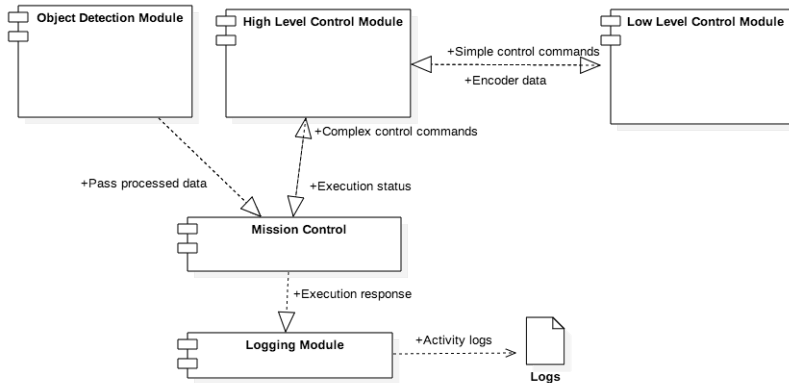 Object Detection Module
High Level Control Module
Low Level Control Module
+Simple control commands
+Encoder data
+Complex control commands
+Pass processed data
+Execution status
Mission Control
+Execution response
Logging Module
+Activity logs
Logs